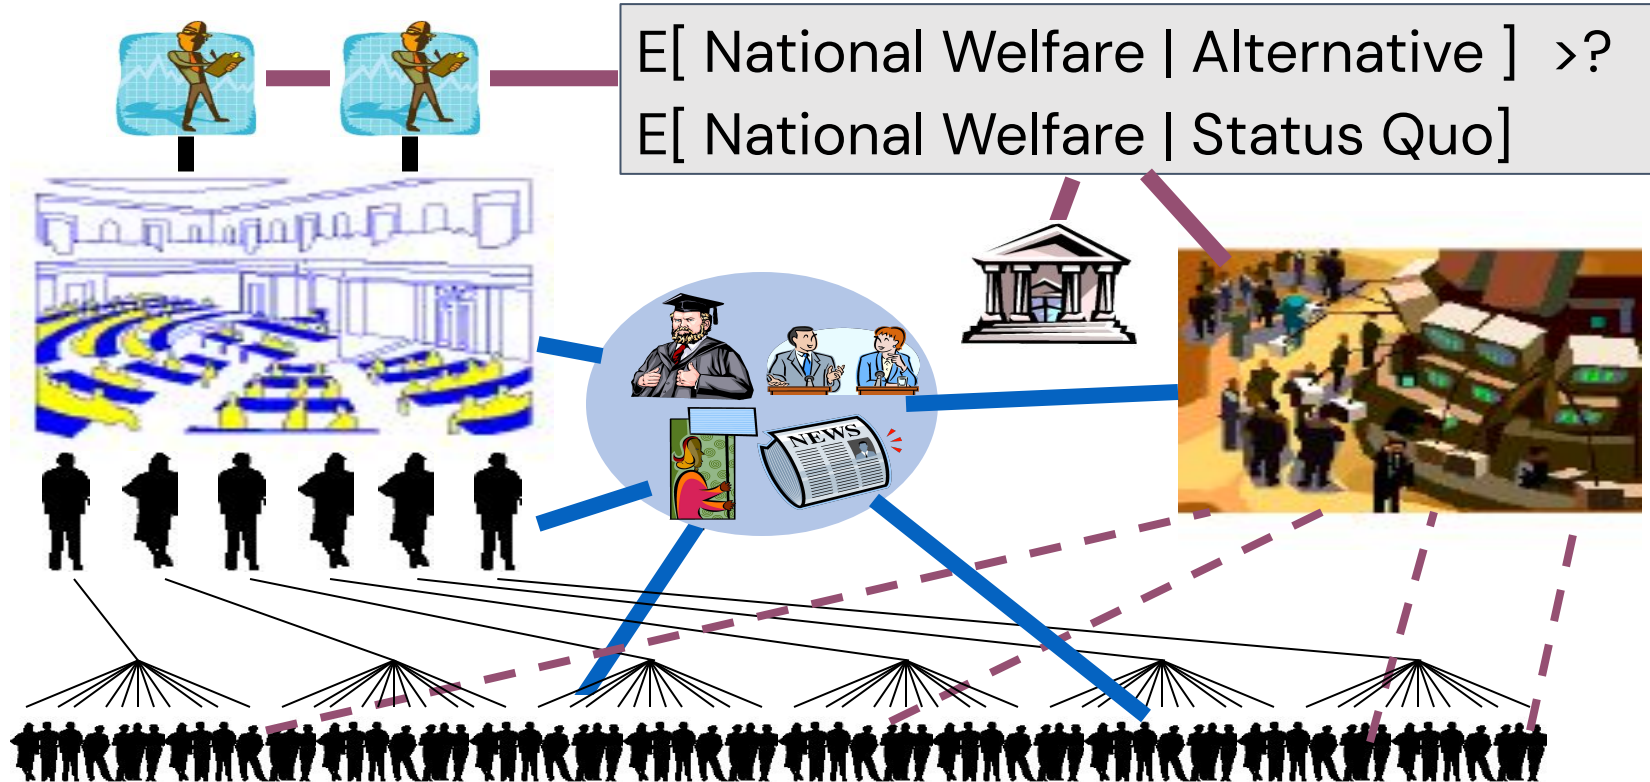 E[ National Welfare | Alternative ] >?
E[ National Welfare | Status Quo]
NEWS